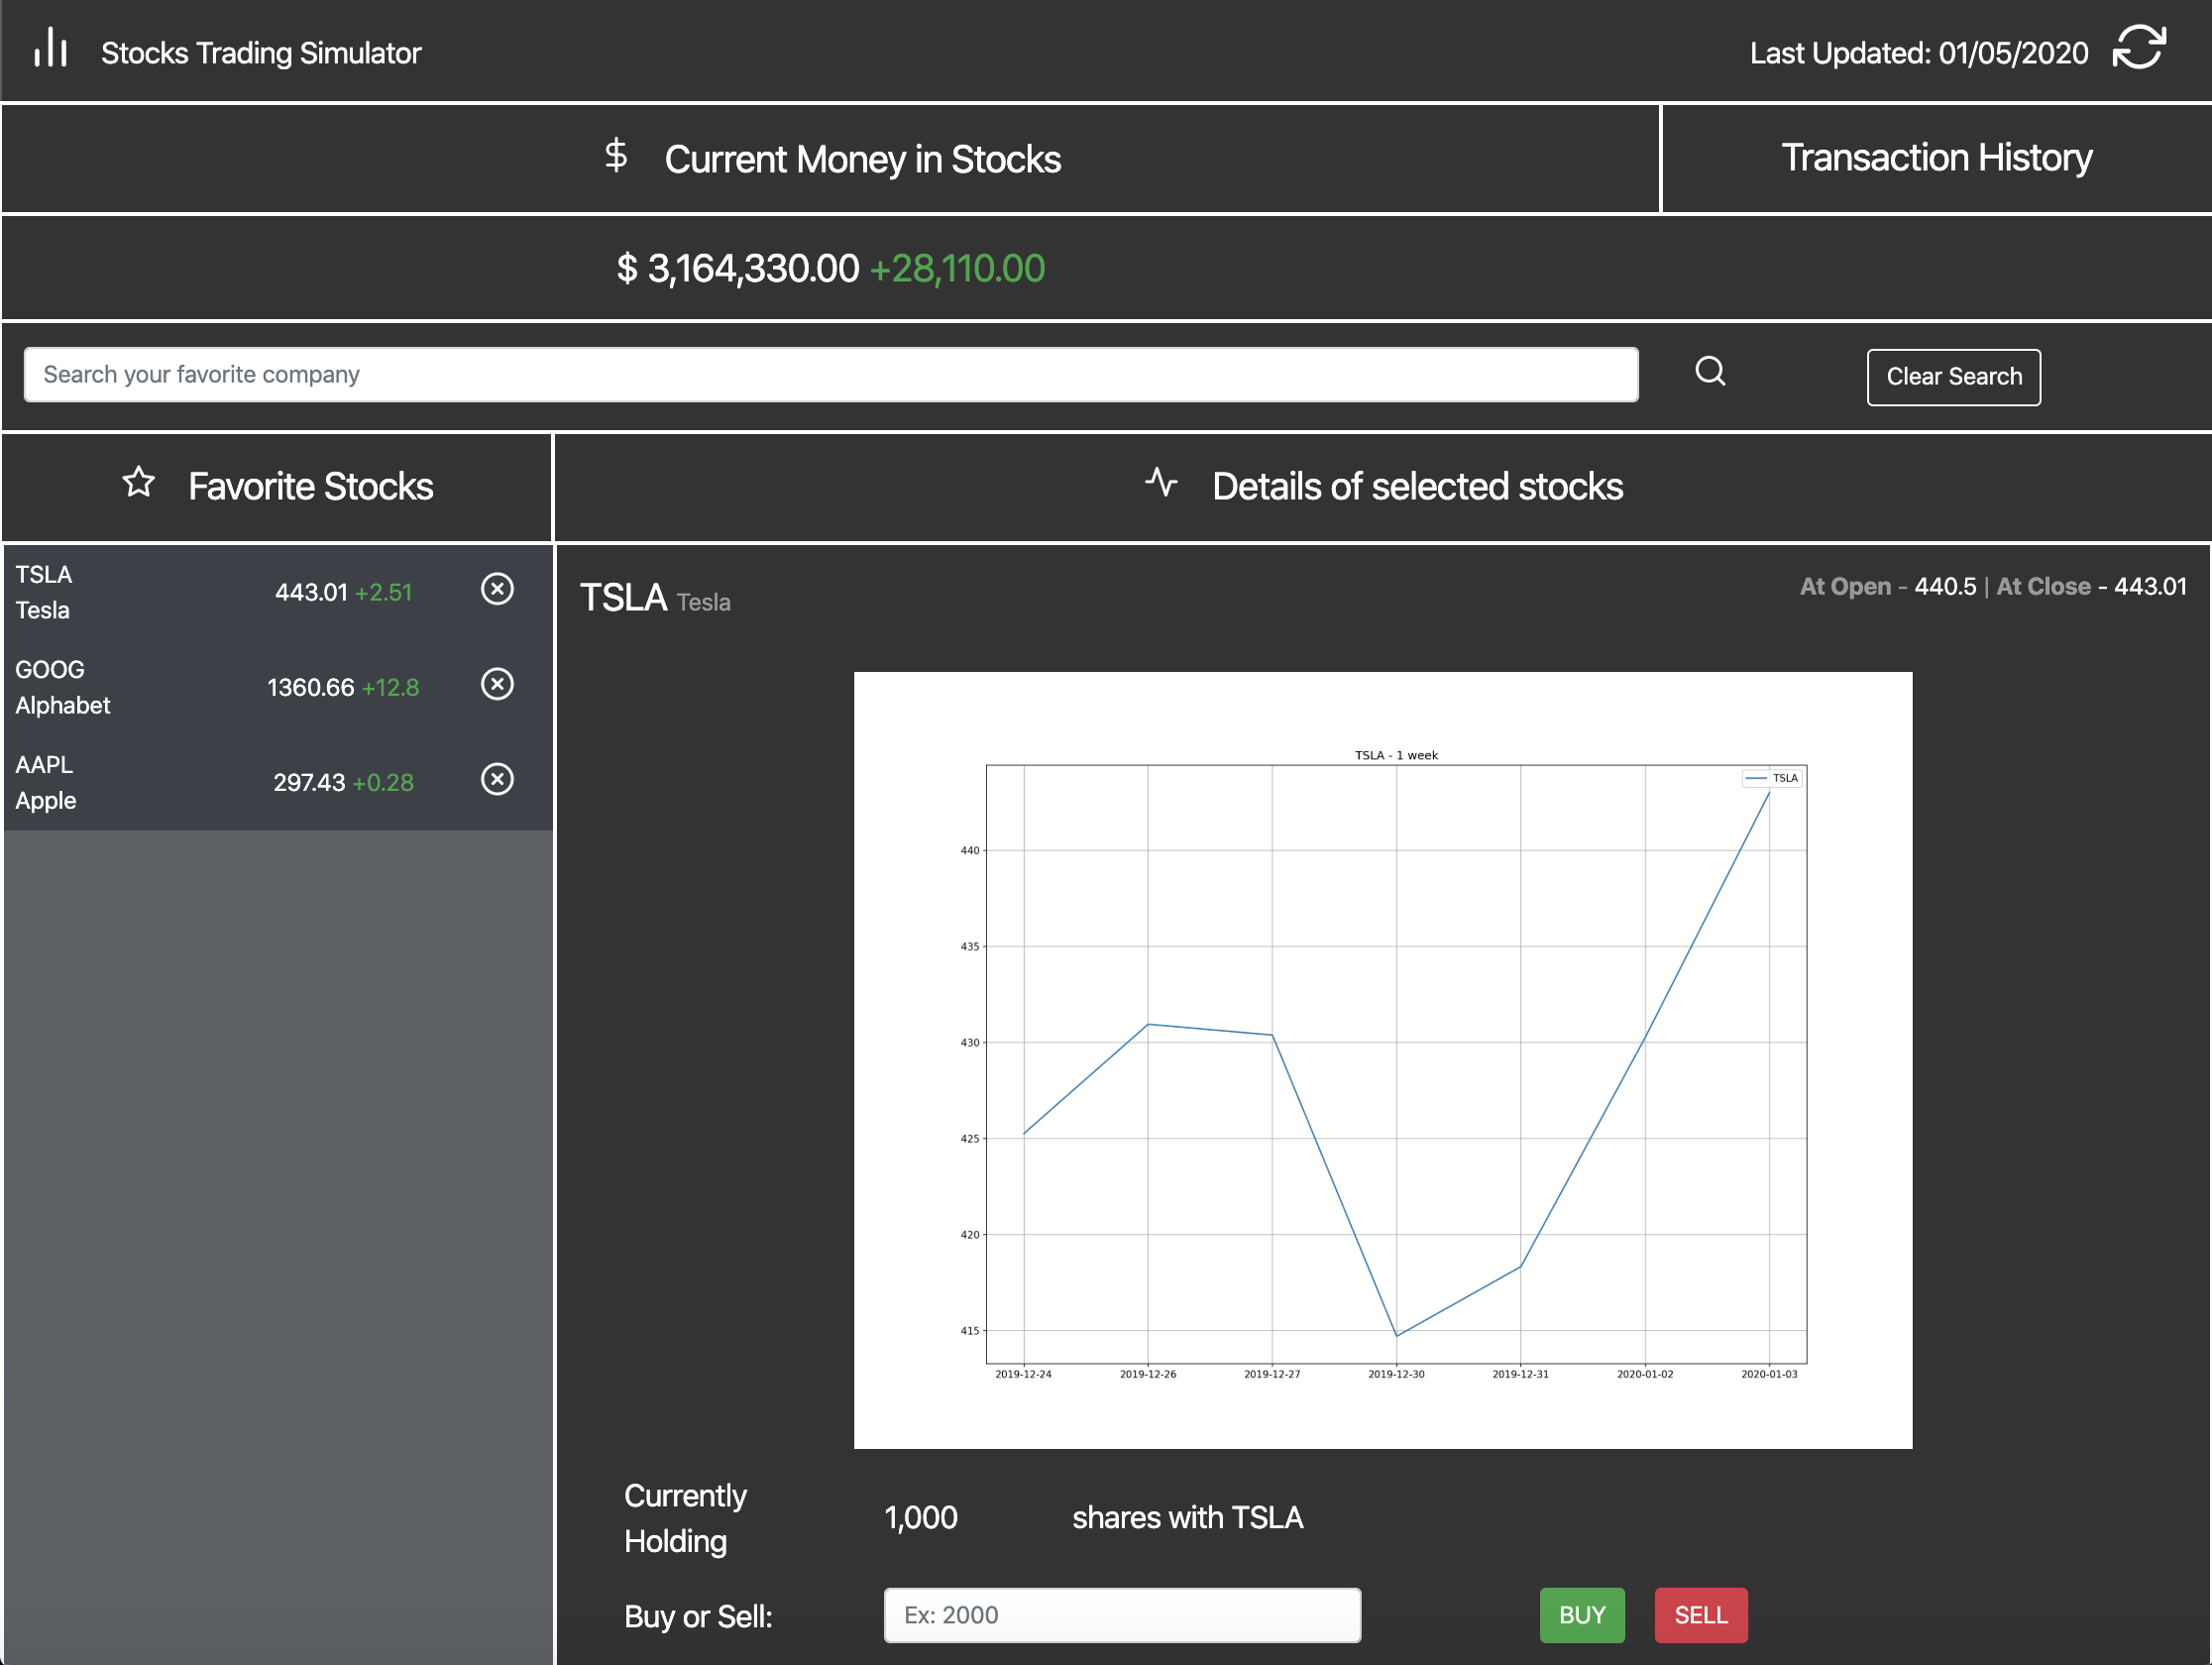 Stocks Trading Simulator
Last Updated: 01/05/2020
$ Current Money in Stocks
Transaction History
$ 3,164,330.00 +28,110.00
Search your favorite company
Clear Search
Favorite Stocks
Details of selected stocks
TSLA
Tesla
443.01 +2.51
GOOG
Alphabet
1360.66 +12.8
AAPL
Apple
297.43 +0.28
TSLA Tesla
At Open - 440.5 | At Close - 443.01
TSLA - 1 week
TSLA
440
435
430
425
420
415
2019-12-24 2019-12-26 2019-12-27 2019-12-30 2019-12-31 2020-01-02 2020-01-03
Currently
Holding
1,000
shares with TSLA
Buy or Sell:
Ex: 2000
BUY
SELL